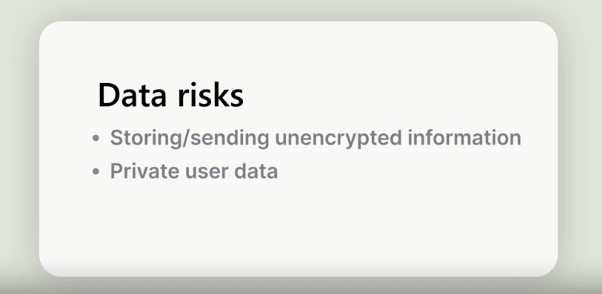 Data risks
• Storing/sending unencrypted information
• Private user data